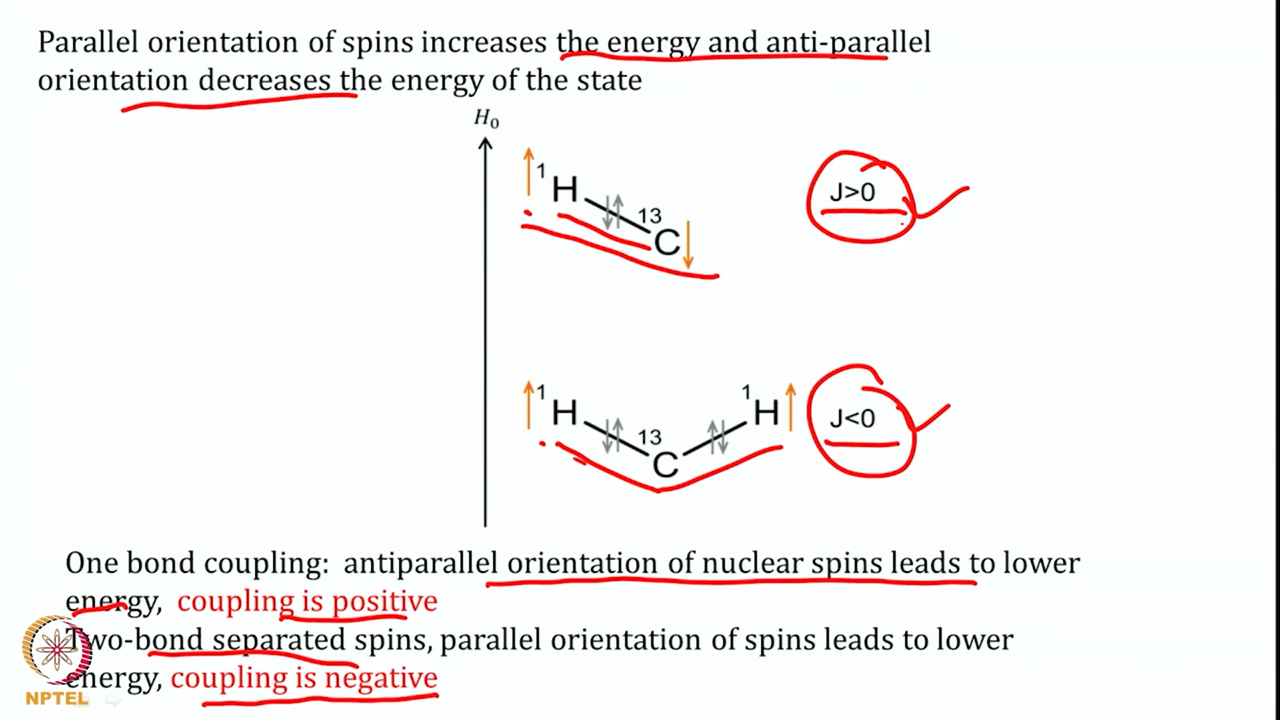 Parallel orientation of spins increases the energy and anti-parallel
orientation decreases the energy of the state
H₀
¹H
¹³C
J>0
¹H
¹³C
¹H
J<0
One bond coupling: antiparallel orientation of nuclear spins leads to lower
energy, coupling is positive
Two-bond separated spins, parallel orientation of spins leads to lower
energy, coupling is negative
NPTEL